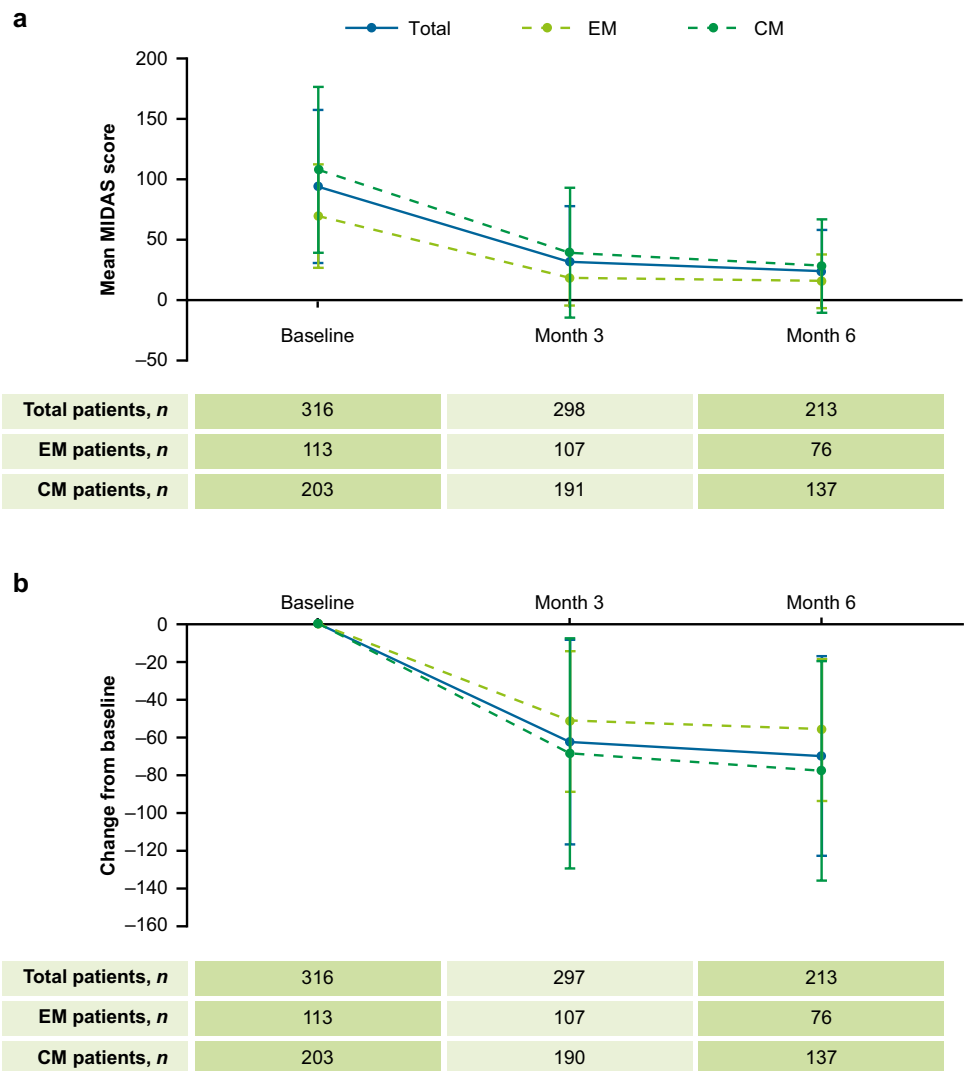 a
Total EM CM
200
150
100
50
0
–50
Mean MIDAS score
Baseline Month 3 Month 6
Total patients, n 316 298 213
EM patients, n 113 107 76
CM patients, n 203 191 137
b
Baseline Month 3 Month 6
0
–20
–40
–60
–80
–100
–120
–140
–160
Change from baseline
Total patients, n 316 297 213
EM patients, n 113 107 76
CM patients, n 203 190 137